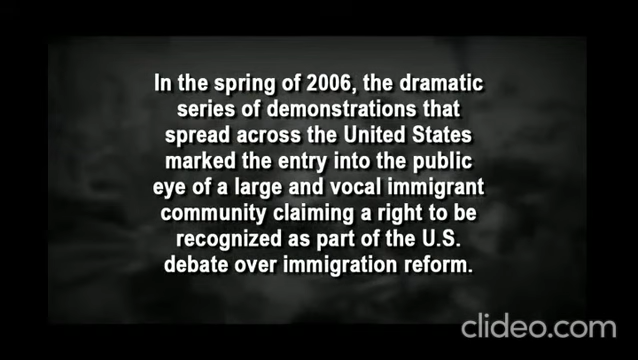 In the spring of 2006, the dramatic
series of demonstrations that
spread across the United States
marked the entry into the public
eye of a large and vocal immigrant
community claiming a right to be
recognized as part of the U.S.
debate over immigration reform.
clideo.com